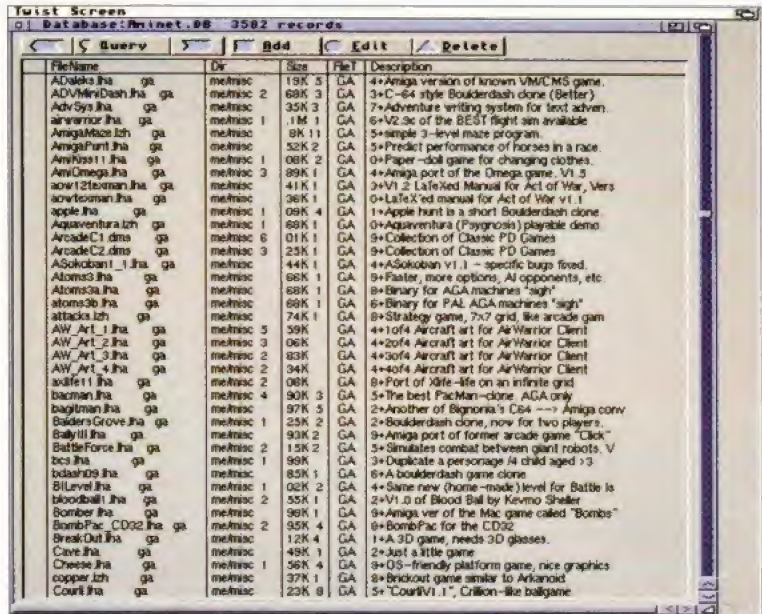 Twist Screen
Database:Aminet.DB 3582 records
< Query > Add Edit Delete
FileName Dir Size FileT Description
ADaleks.lha ga me/misc 19K 5 GA 4+Amiga version of known VM/CMS game.
ADVMiniDash.lha ga me/misc 2 68K 3 GA 3+C-64 style Boulderdash clone (Better)
AdvSys.lha ga me/misc 35K 3 GA 7+Adventure writing system for text adven.
airwarrior.lha ga me/misc 1 .1M 1 GA 6+V2.9c of the BEST flight sim available
AmigaMaze.lzh ga me/misc 8K 11 GA 5+simple 3-level maze program.
AmigaPunt.lha ga me/misc 52K 2 GA 5+Predict performance of horses in a race.
AmiKiss11.lha ga me/misc 1 08K 2 GA 0+Paper-doll game for changing clothes.
AmiOmega.lha ga me/misc 3 89K 1 GA 4+Amiga port of the Omega game. V1.5
aow12texman.lha ga me/misc 41K 1 GA 3+V1.2 LaTeXed Manual for Act of War, Vers
aowtexman.lha ga me/misc 36K 1 GA 0+LaTeX'ed manual for Act of War v1.1
apple.lha ga me/misc 1 09K 4 GA 1+Apple hunt is a short Boulderdash clone.
Aquaventura.lzh ga me/misc 1 68K 1 GA 0+Aquaventura (Psygnosis) playable demo
ArcadeC1.dms ga me/misc 6 01K 1 GA 9+Collection of Classic PD Games
ArcadeC2.dms ga me/misc 3 25K 1 GA 9+Collection of Classic PD Games
ASokoban1_1.lha ga me/misc 44K 1 GA 4+ASokoban v1.1 - specific bugs fixed.
Atoms3.lha ga me/misc 1 66K 1 GA 9+Faster, more options, AI opponents, etc.
Atoms3a.lha ga me/misc 1 68K 1 GA 8+Binary for AGA machines "sigh"
atoms3b.lha ga me/misc 1 68K 1 GA 6+Binary for PAL AGA machines "sigh"
attacks.lzh ga me/misc 74K 1 GA 8+Strategy game, 7x7 grid, like arcade gam
AW_Art_1.lha ga me/misc 5 59K GA 4+1of4 Aircraft art for AirWarrior Client
AW_Art_2.lha ga me/misc 3 06K GA 4+2of4 Aircraft art for AirWarrior Client
AW_Art_3.lha ga me/misc 2 83K GA 4+3of4 Aircraft art for AirWarrior Client
AW_Art_4.lha ga me/misc 2 34K GA 4+4of4 Aircraft art for AirWarrior Client
axlife11.lha ga me/misc 2 08K GA 8+Port of Xlife-life on an infinite grid
bacman.lha ga me/misc 4 90K 3 GA 5+The best PacMan-clone. AGA only
bagitman.lha ga me/misc 97K 5 GA 2+Another of Bignonia's C64 --> Amiga conv
BaldersGrove.lha ga me/misc 1 25K 2 GA 2+Boulderdash clone, now for two players.
BallyIII.lha ga me/misc 93K 2 GA 9+Amiga port of former arcade game "Click"
BattleForce.lha ga me/misc 2 15K 2 GA 5+Simulates combat between giant robots. V
bcs.lha ga me/misc 1 99K GA 3+Duplicate a personage /4 child aged >3
bdash09.lha ga me/misc 85K 1 GA 6+A boulderdash game clone
BILevel.lha ga me/misc 1 02K 2 GA 4+Same new (home-made) level for Battle Is
bloodball1.lha ga me/misc 2 55K 1 GA 2+V1.0 of Blood Ball by Kevmo Sheller
Bomber.lha ga me/misc 96K 1 GA 9+Amiga ver of the Mac game called "Bombs"
BombPac_CD32.lha ga me/misc 2 95K 4 GA 8+BombPac for the CD32
BreakOut.lha ga me/misc 12K 4 GA 1+A 3D game, needs 3D glasses.
Cave.lha ga me/misc 49K 1 GA 2+Just a little game
Cheese.lha ga me/misc 1 56K 4 GA 9+OS-friendly platform game, nice graphics
copper.lzh ga me/misc 37K 1 GA 8+Brickout game similar to Arkanoid
Courli.lha ga me/misc 23K 8 GA 5+"CourliV1.1", Crillion-like ballgame